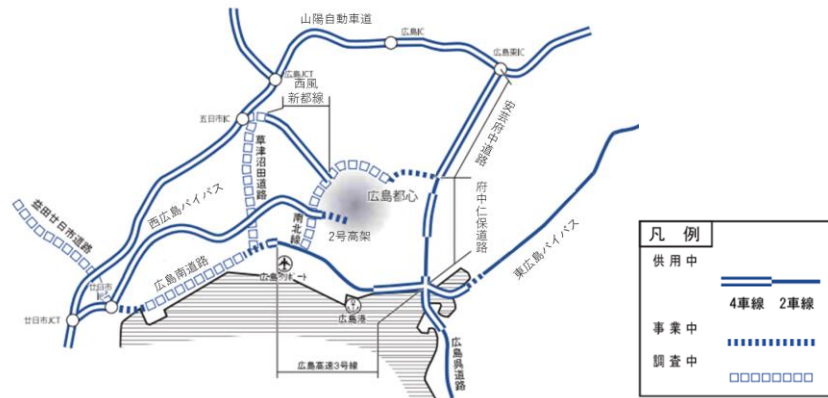 山陽自動車道
広島IC
広島東IC
広島JCT
西風
新都線
五日市IC
草津沼田道路
安芸府中道路
広島都心
府中仁保道路
西広島バイパス
益田廿日市道路
南北線
2号高架
東広島バイパス
広島南道路
広島ヘリポート
廿日市IC
広島港
廿日市JCT
広島高速3号線
広島呉道路
凡例
供用中
4車線 2車線
事業中
調査中